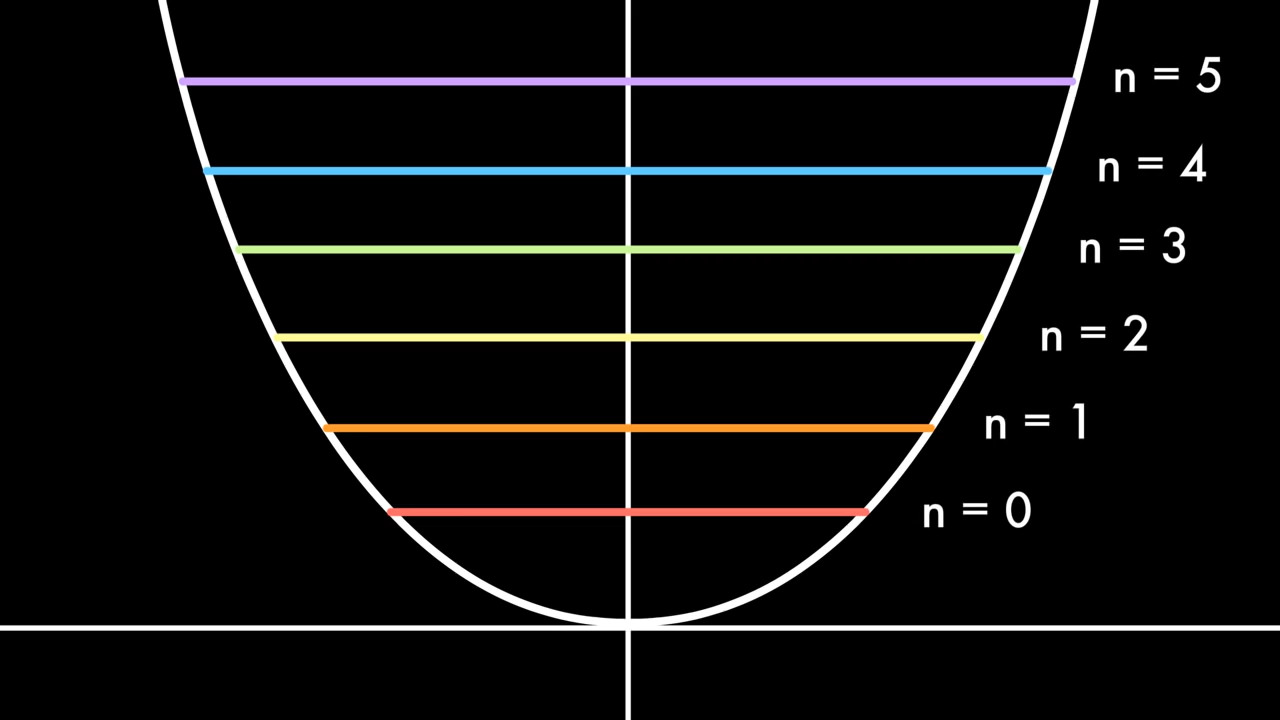 n = 5
n = 4
n = 3
n = 2
n = 1
n = 0